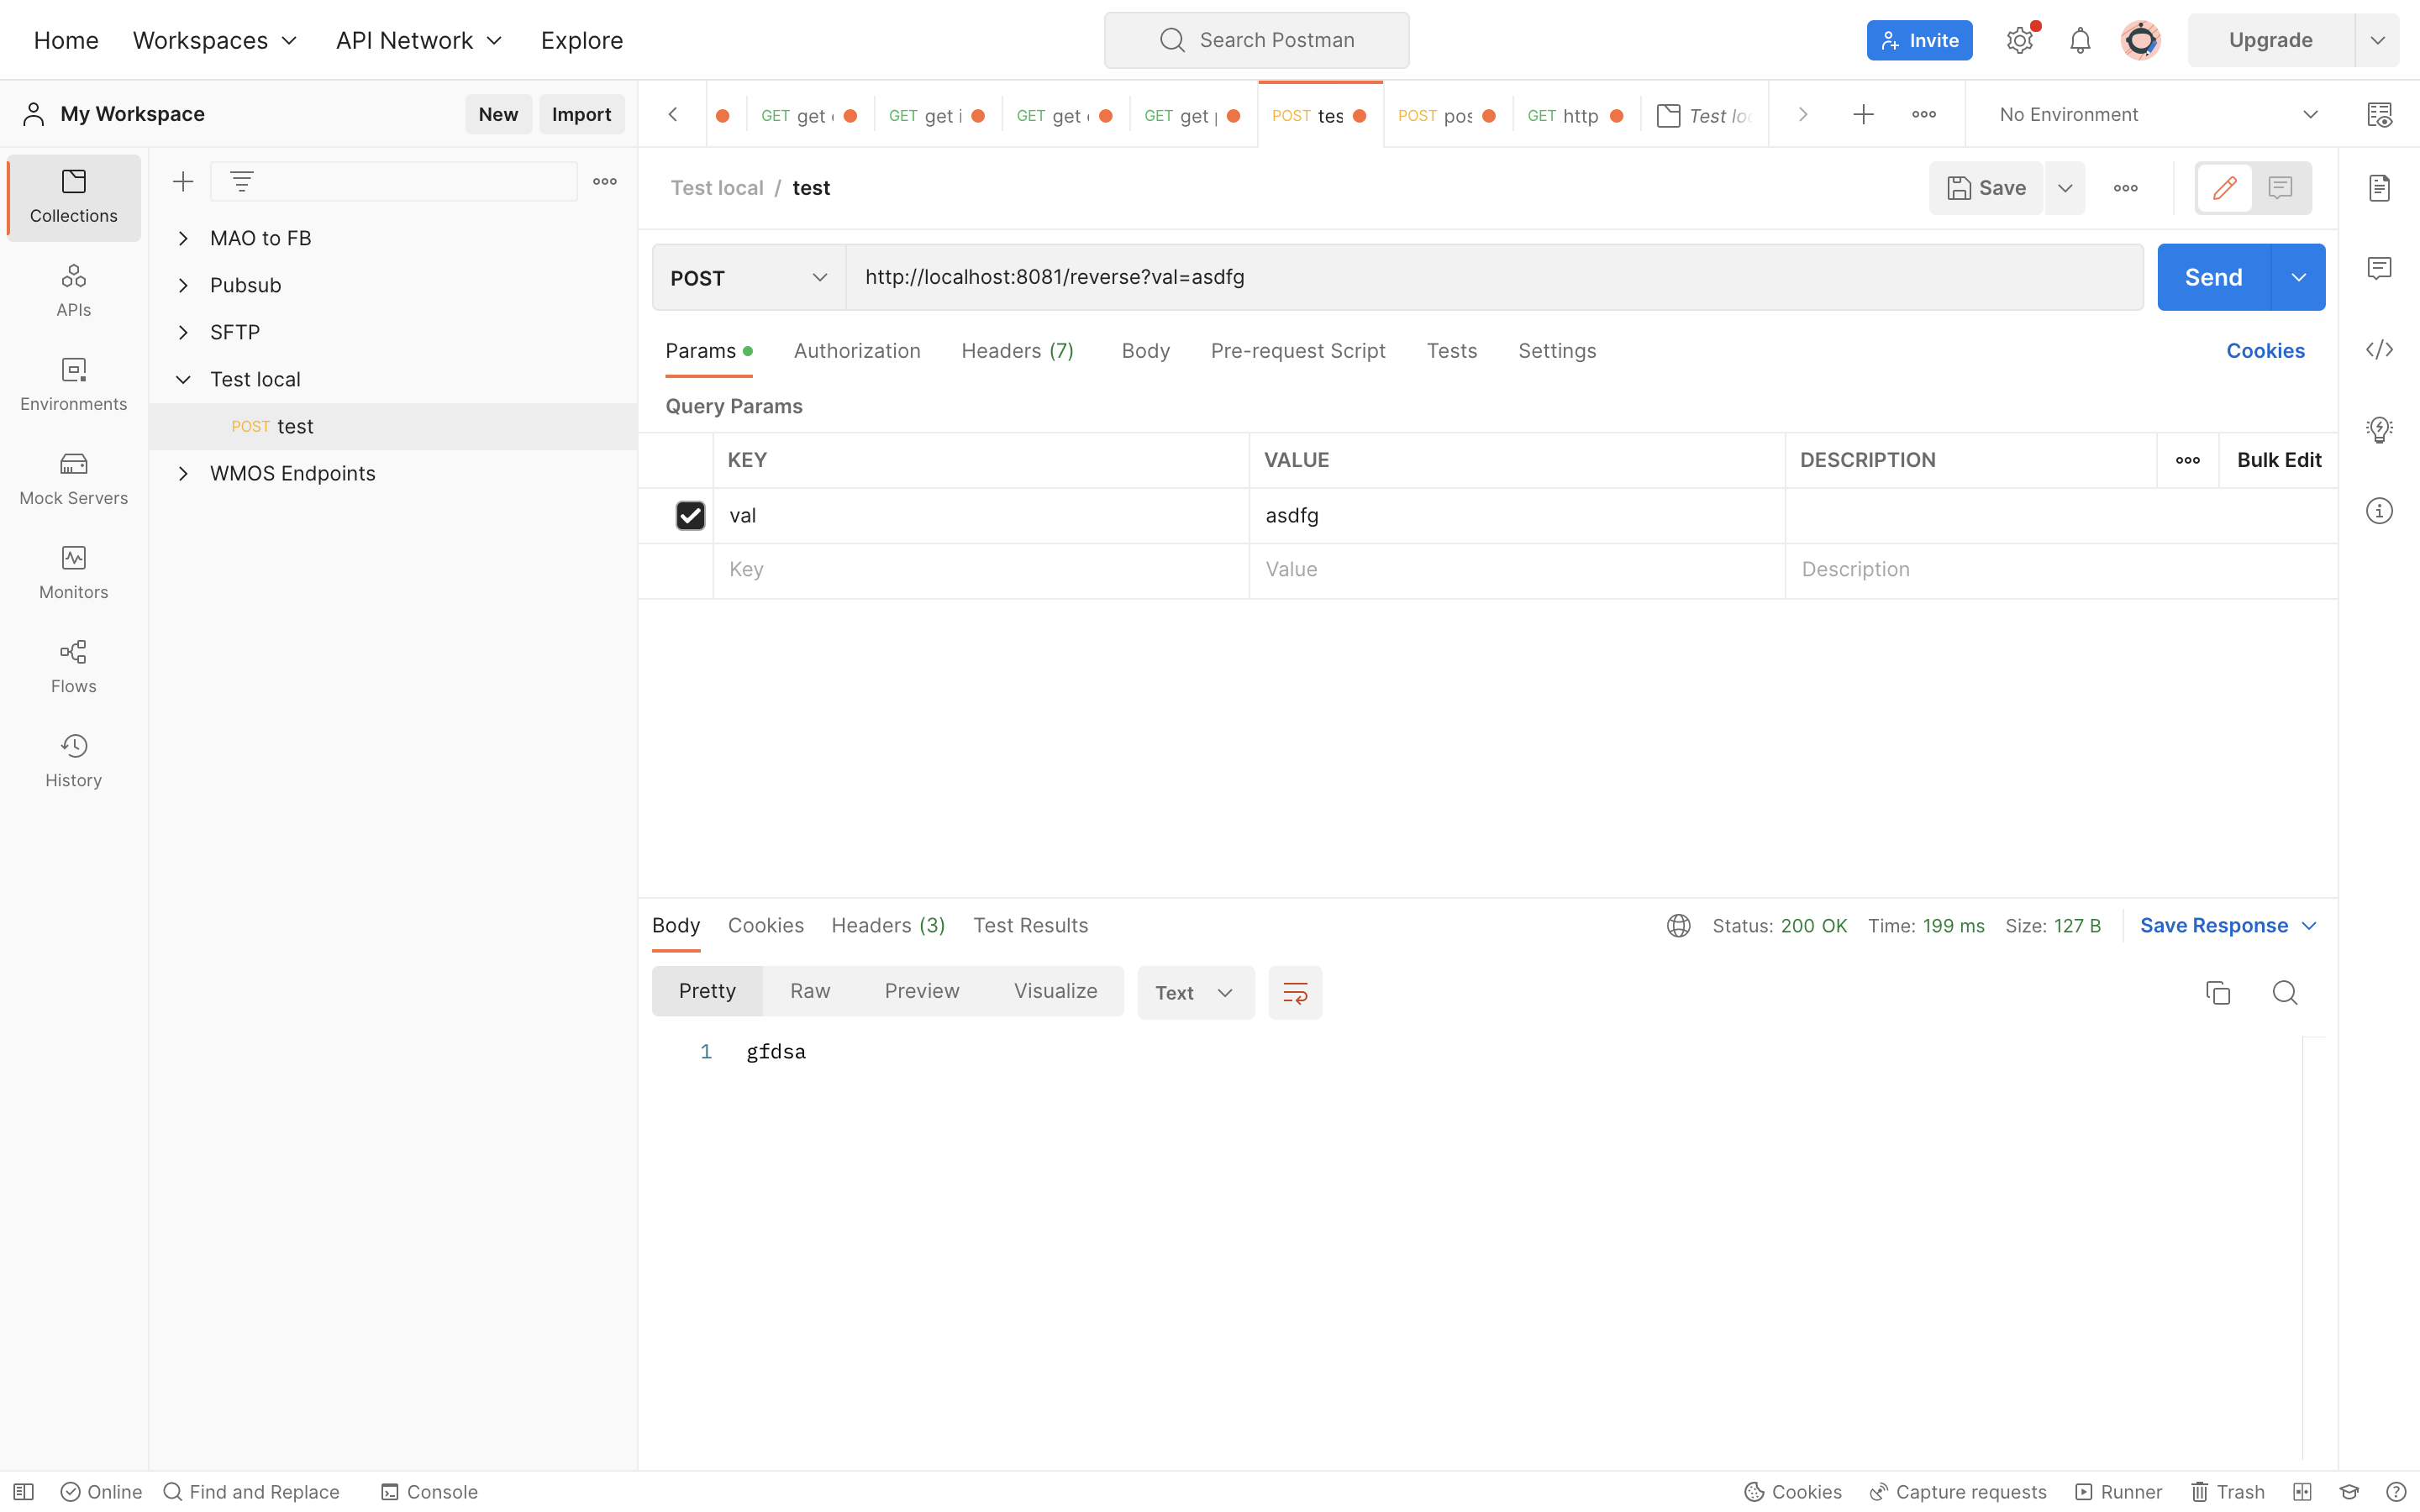 Home Workspaces API Network Explore Search Postman Invite Upgrade
My Workspace New Import GET get GET get i GET get GET get POST tes POST pos GET http Test loc No Environment
Collections
APIs
Environments
Mock Servers
Monitors
Flows
History
MAO to FB
Pubsub
SFTP
Test local
POST test
WMOS Endpoints
Test local / test Save
POST http://localhost:8081/reverse?val=asdfg Send
Params Authorization Headers (7) Body Pre-request Script Tests Settings Cookies
Query Params
KEY VALUE DESCRIPTION Bulk Edit
val asdfg
Key Value Description
Body Cookies Headers (3) Test Results Status: 200 OK Time: 199 ms Size: 127 B Save Response
Pretty Raw Preview Visualize Text
1 gfdsa
Online Find and Replace Console Cookies Capture requests Runner Trash